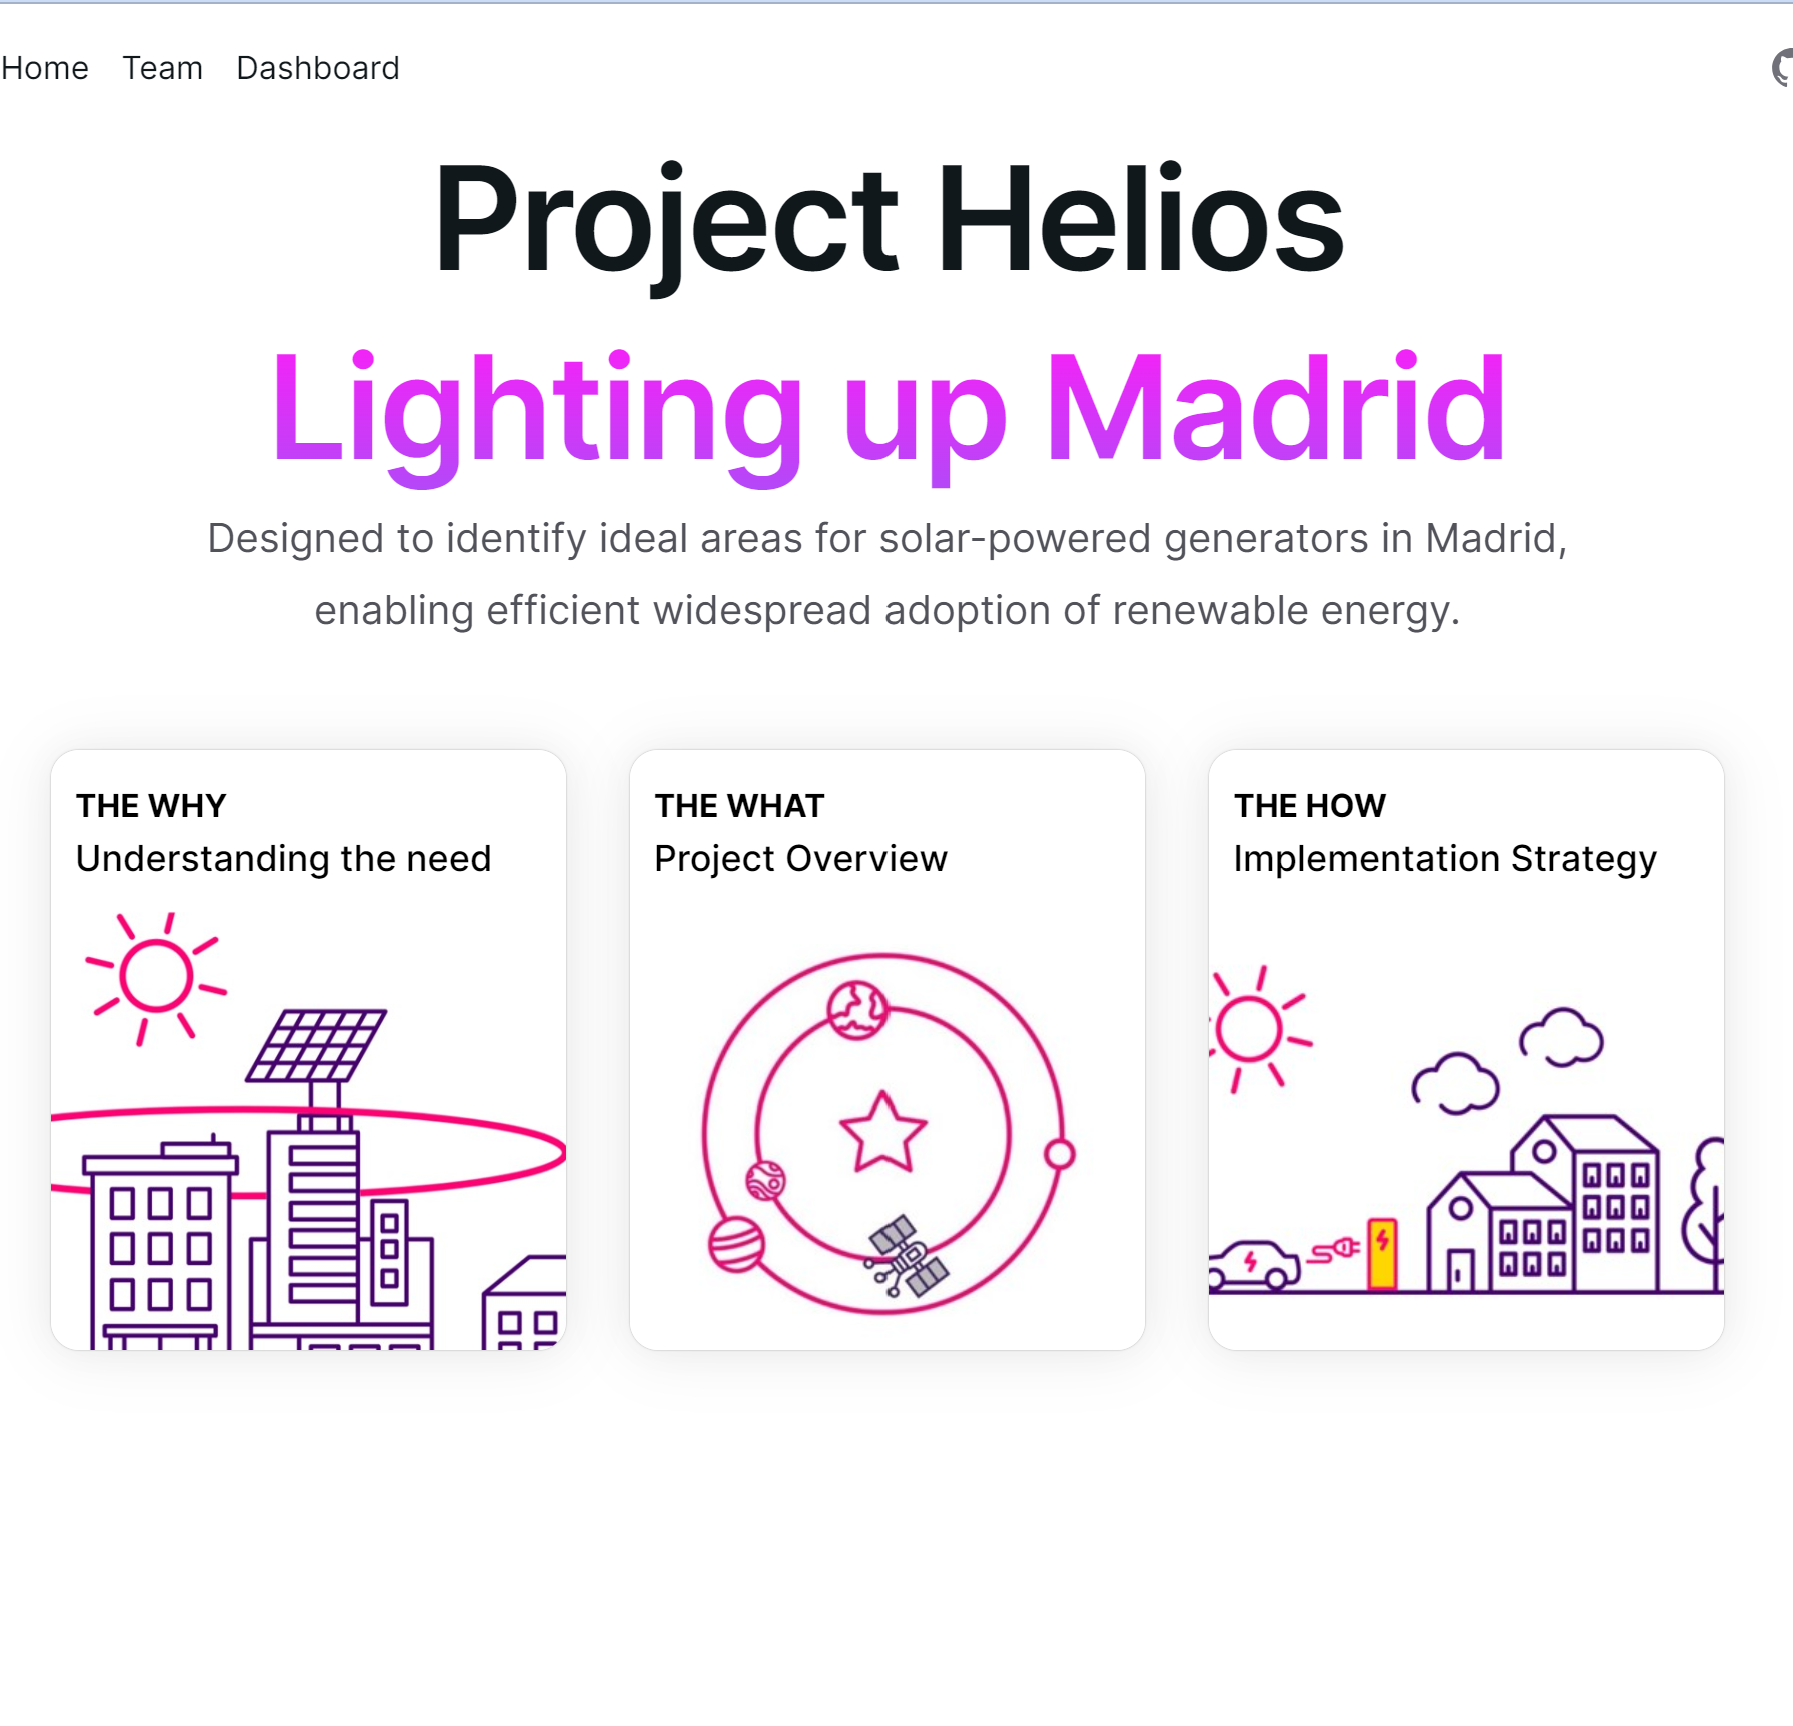 Home Team Dashboard
Project Helios
Lighting up Madrid
Designed to identify ideal areas for solar-powered generators in Madrid,
enabling efficient widespread adoption of renewable energy.
THE WHY
Understanding the need
THE WHAT
Project Overview
THE HOW
Implementation Strategy